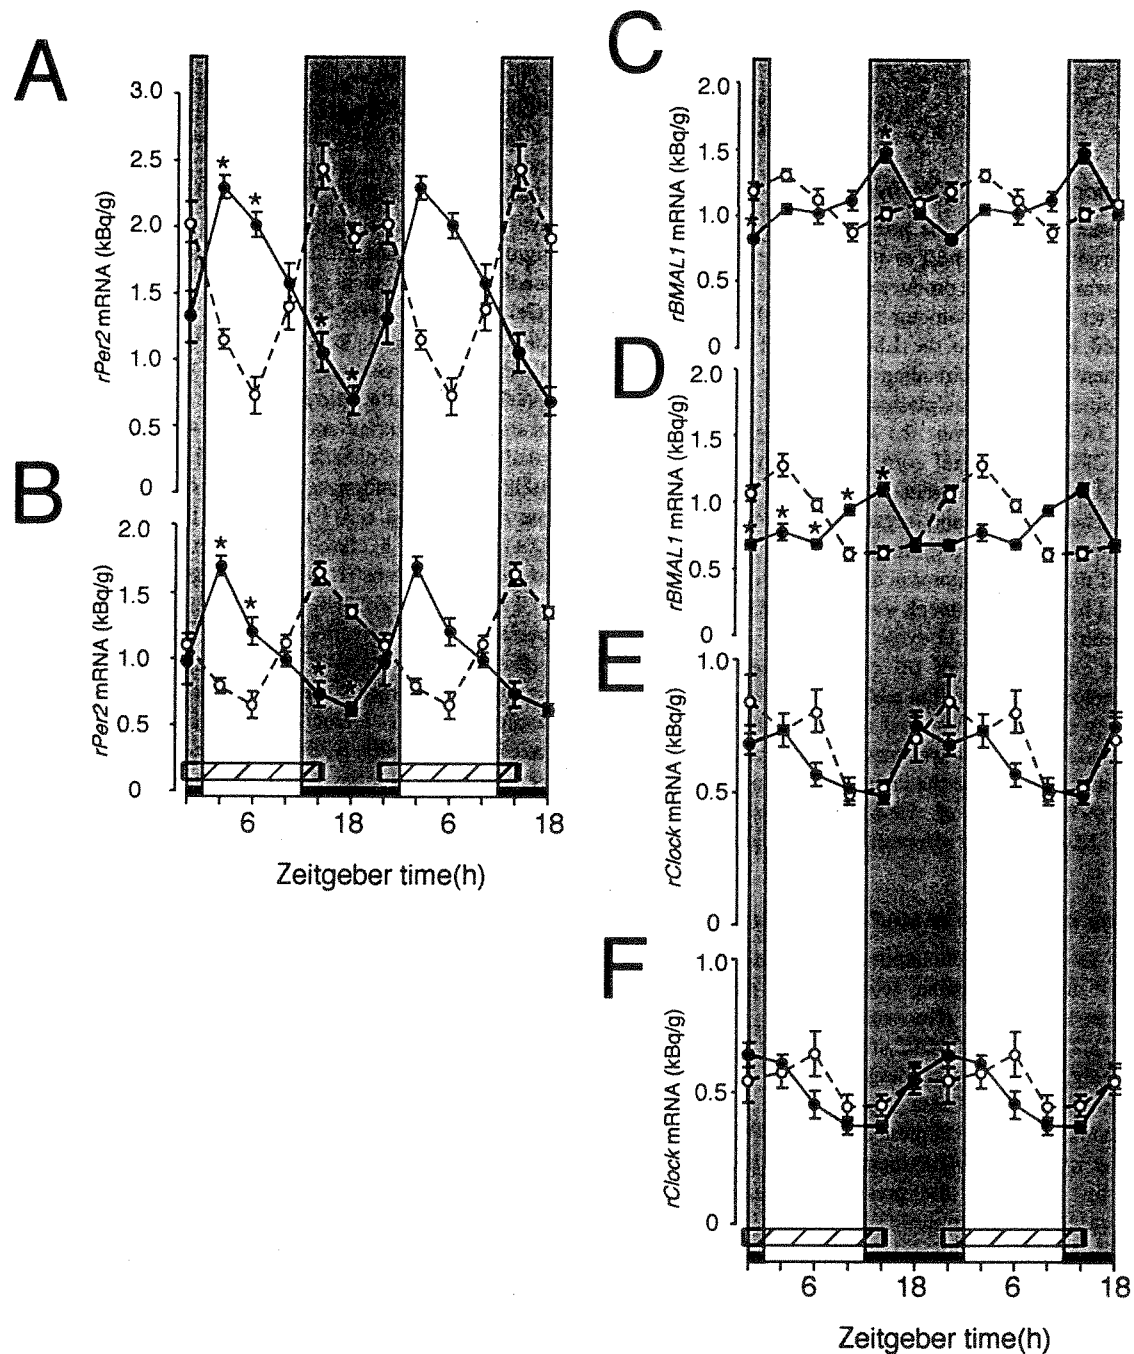 A
3.0
2.5
2.0
1.5
1.0
0.5
0
rPer2 mRNA (kBq/g)
* * * *
B
2.0
1.5
1.0
0.5
0
rPer2 mRNA (kBq/g)
* * * *
6 18 6 18
Zeitgeber time(h)
C
2.0
1.5
1.0
0.5
0
rBMAL1 mRNA (kBq/g)
* *
D
2.0
1.5
1.0
0.5
0
rBMAL1 mRNA (kBq/g)
* * * * *
E
1.0
0.5
0
rClock mRNA (kBq/g)
F
1.0
0.5
0
rClock mRNA (kBq/g)
6 18 6 18
Zeitgeber time(h)